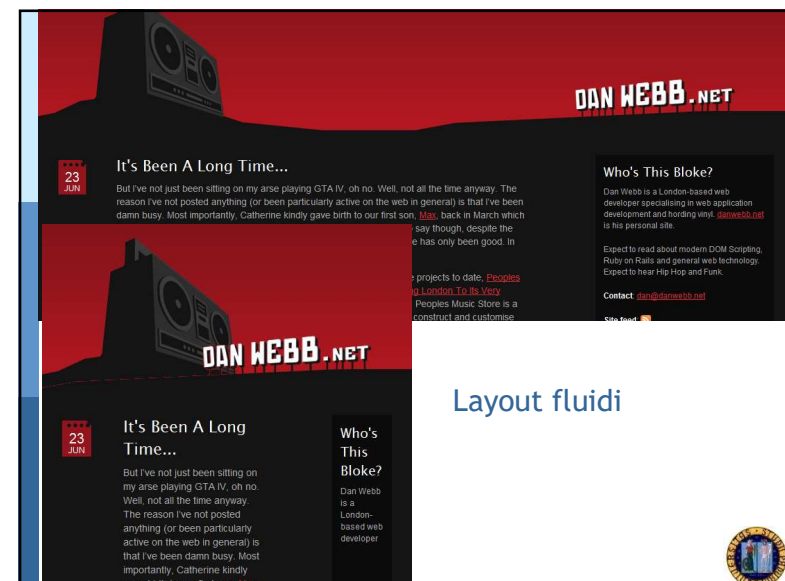 DAN WEBB.NET
23
JUN
It's Been A Long Time...
But I've not just been sitting on my arse playing GTA IV, oh no. Well, not all the time anyway. The
reason I've not posted anything (or been particularly active on the web in general) is that I've been
damn busy. Most importantly, Catherine kindly gave birth to our first son, Max, back in March which
say though, despite the
e has only been good. In
e projects to date, Peoples
ng London To Its Very
Peoples Music Store is a
construct and customise
Who's This Bloke?
Dan Webb is a London-based web
developer specialising in web application
development and hording vinyl. danwebb.net
is his personal site.
Expect to read about modern DOM Scripting,
Ruby on Rails and general web technology.
Expect to hear Hip Hop and Funk.
Contact: dan@danwebb.net
Site feed:
DAN WEBB.NET
23
JUN
It's Been A Long
Time...
But I've not just been sitting on
my arse playing GTA IV, oh no.
Well, not all the time anyway.
The reason I've not posted
anything (or been particularly
active on the web in general) is
that I've been damn busy. Most
importantly, Catherine kindly
Who's
This
Bloke?
Dan Webb
is a
London-
based web
developer
Layout fluidi